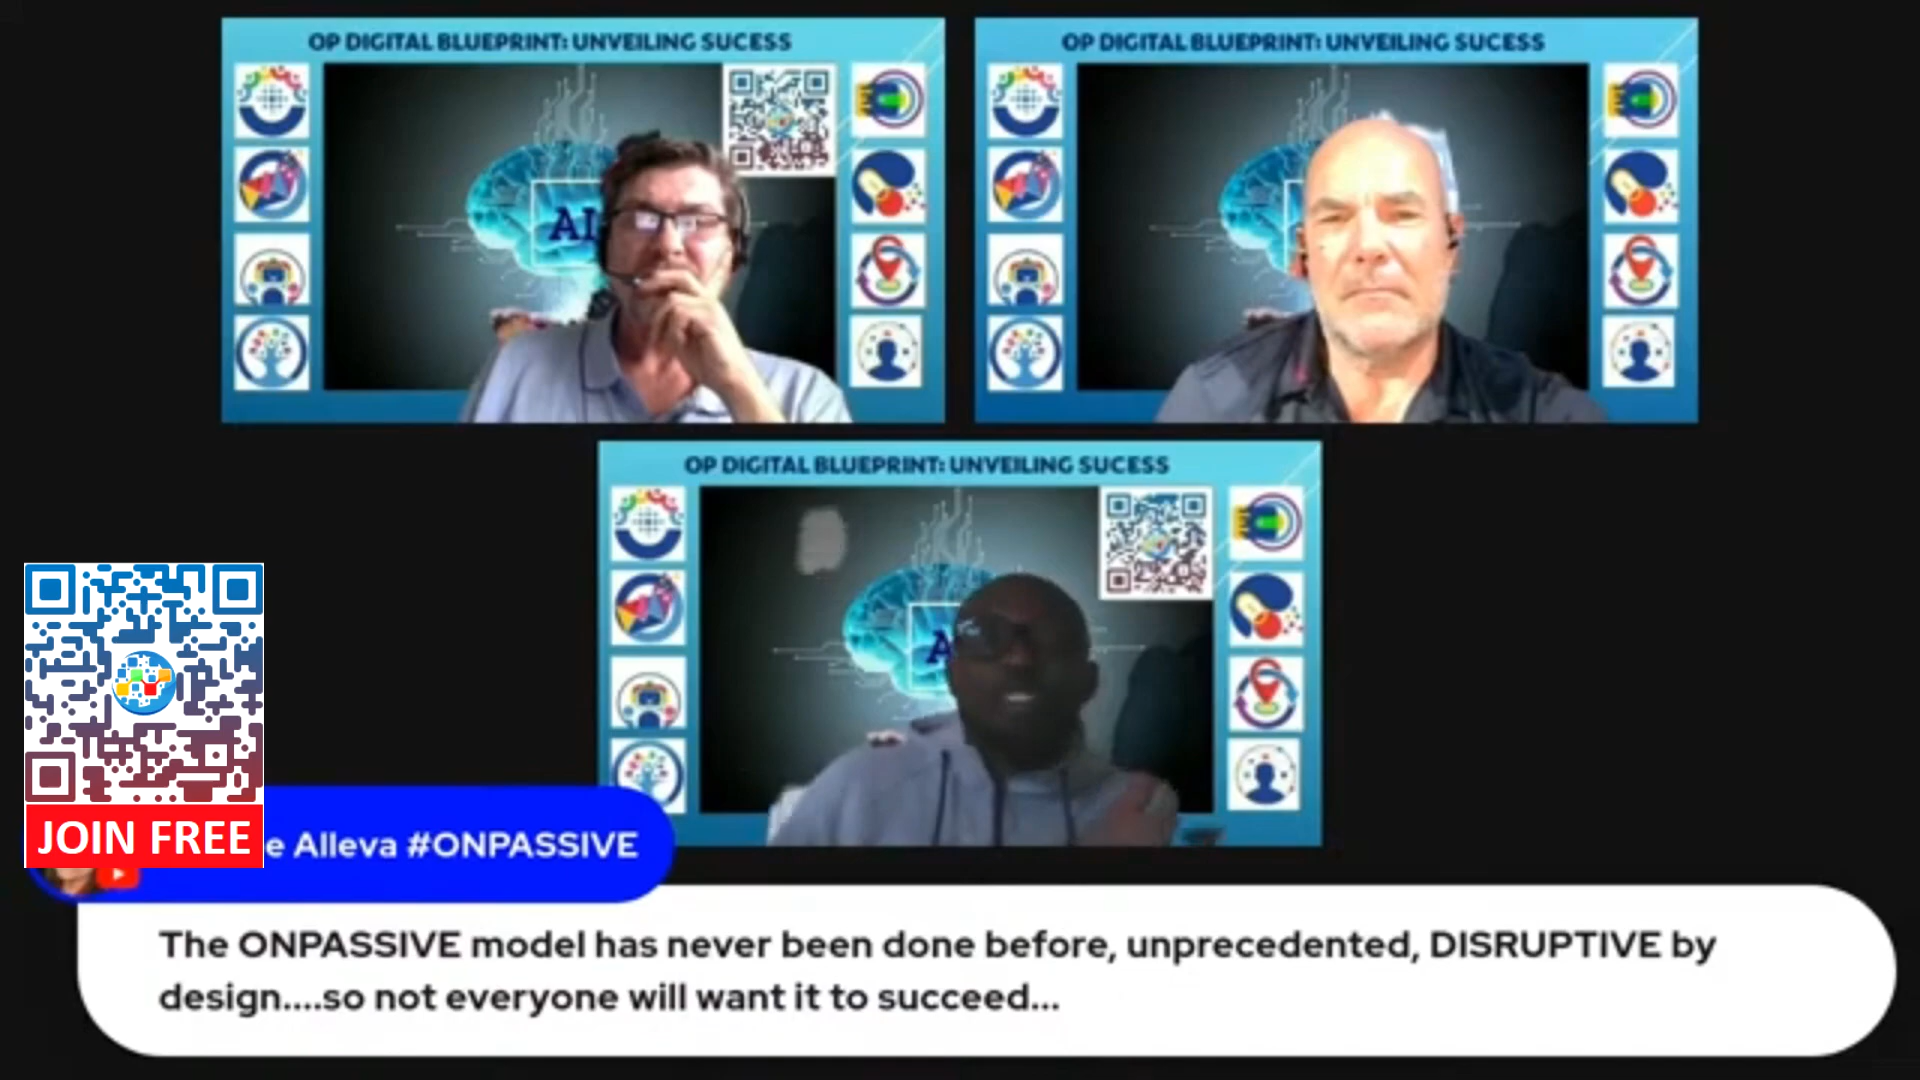 OP DIGITAL BLUEPRINT: UNVEILING SUCESS
OP DIGITAL BLUEPRINT: UNVEILING SUCESS
AI
OP DIGITAL BLUEPRINT: UNVEILING SUCESS
A
JOIN FREE
e Alleva #ONPASSIVE
The ONPASSIVE model has never been done before, unprecedented, DISRUPTIVE by
design....so not everyone will want it to succeed...